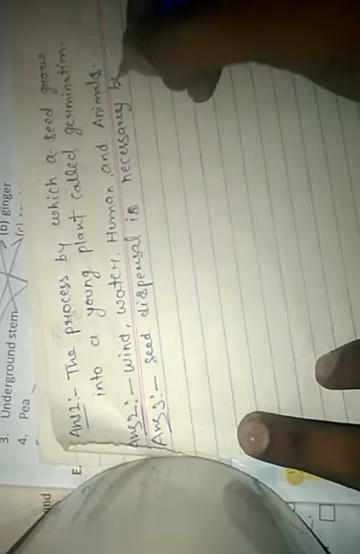 3. Underground stem
(b) ginger
4. Pea
E.
Ans1:- The process by which a seed grows
into a young plant called germination.
Ans2:- Wind, water, Human and Animals.
Ans3:- Seed dispersal is necessary be